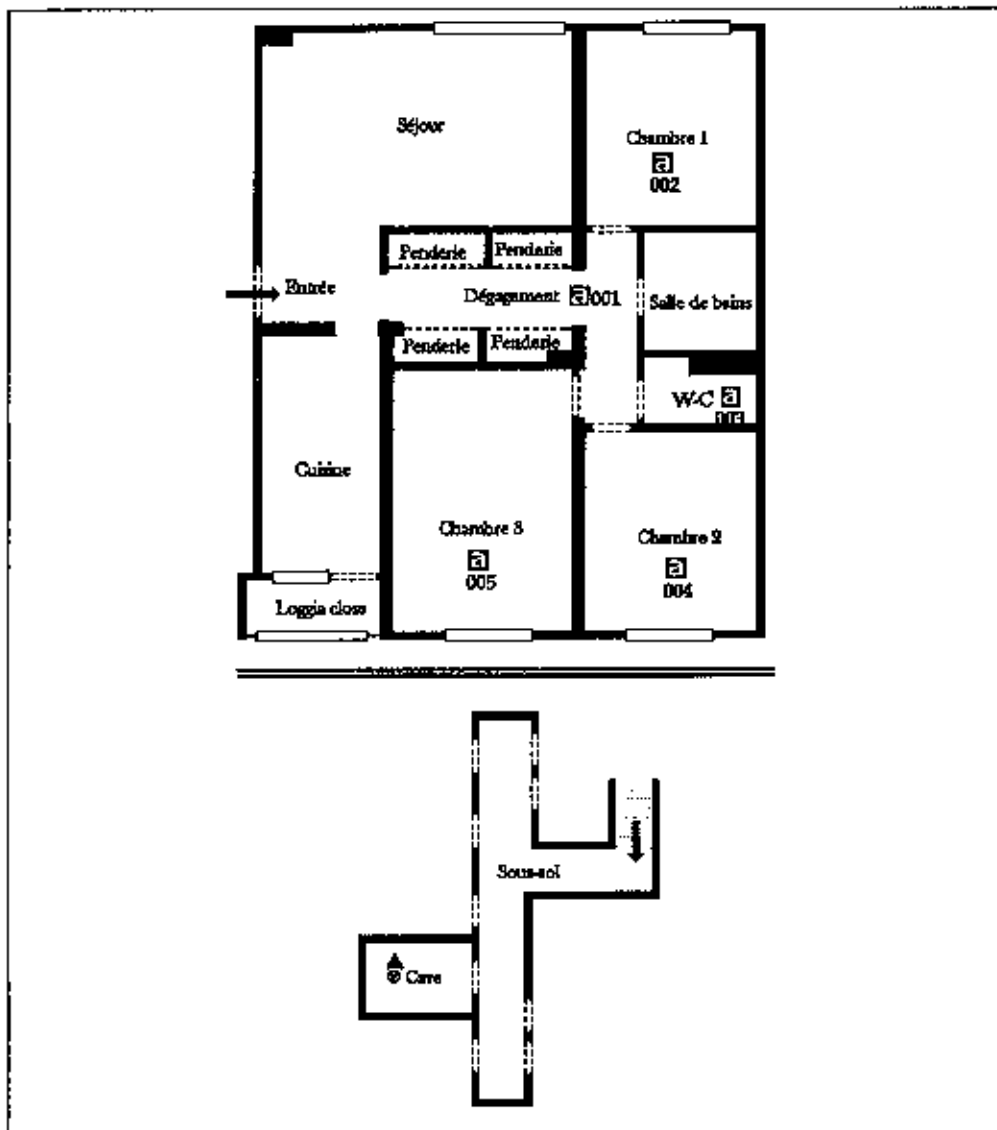 Séjour
Chambre 1
a
002
Penderie
Penderie
Entrée
Dégagement a 001
Salle de bains
Penderie
Penderie
W-C a
003
Cuisine
Chambre 3
a
005
Chambre 2
a
004
Loggia close
Sous-sol
Cave